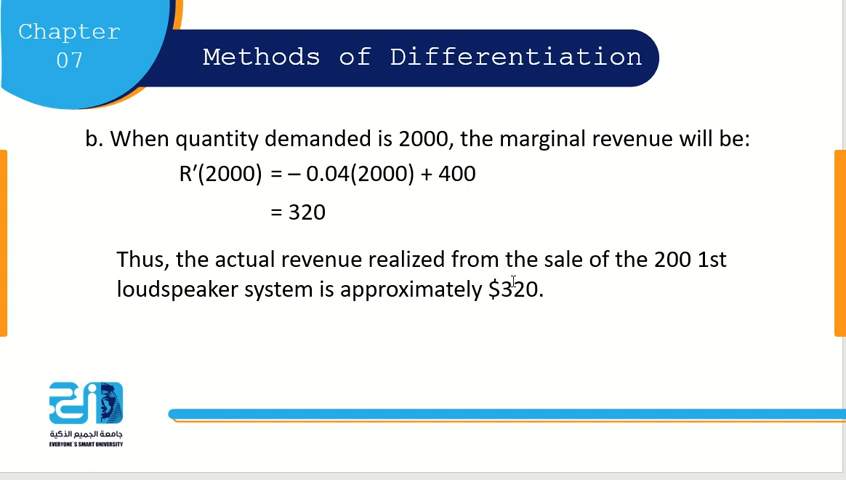 Chapter
07
Methods of Differentiation
b. When quantity demanded is 2000, the marginal revenue will be:
R′(2000) = – 0.04(2000) + 400
= 320
Thus, the actual revenue realized from the sale of the 200 1st
loudspeaker system is approximately $320.
جامعة الجميع الذكية
EVERYONE'S SMART UNIVERSITY